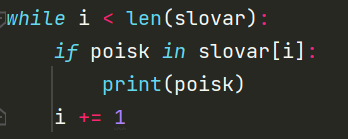 while i < len(slovar):
    if poisk in slovar[i]:
        print(poisk)
    i += 1